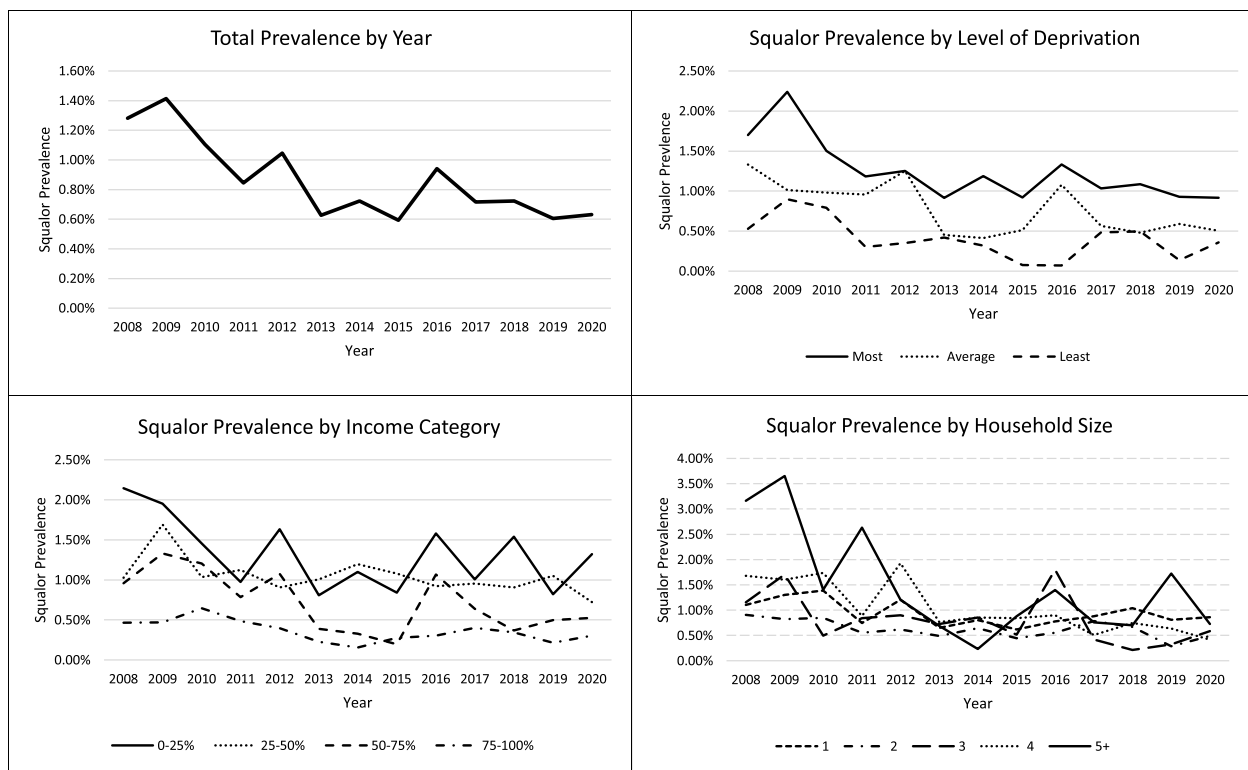 Total Prevalence by Year
1.60%
1.40%
1.20%
1.00%
0.80%
0.60%
0.40%
0.20%
0.00%
Squalor Prevalence
2008 2009 2010 2011 2012 2013 2014 2015 2016 2017 2018 2019 2020
Year
Squalor Prevalence by Level of Deprivation
2.50%
2.00%
1.50%
1.00%
0.50%
0.00%
Squalor Prevlence
2008 2009 2010 2011 2012 2013 2014 2015 2016 2017 2018 2019 2020
Year
Most Average Least
Squalor Prevalence by Income Category
2.50%
2.00%
1.50%
1.00%
0.50%
0.00%
Squalor Prevalence
2008 2009 2010 2011 2012 2013 2014 2015 2016 2017 2018 2019 2020
Year
0-25% 25-50% 50-75% 75-100%
Squalor Prevalence by Household Size
4.00%
3.50%
3.00%
2.50%
2.00%
1.50%
1.00%
0.50%
0.00%
Squalor Prevalence
2008 2009 2010 2011 2012 2013 2014 2015 2016 2017 2018 2019 2020
Year
1 2 3 4 5+